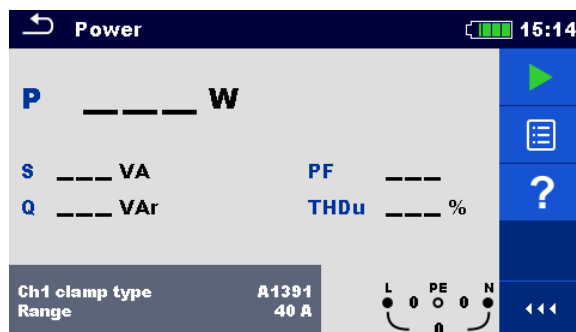 Power 15:14
P ___ W
S ___ VA PF ___
Q ___ VAr THDu ___ %
?
Ch1 clamp type A1391
Range 40 A
L PE N
0 0
0